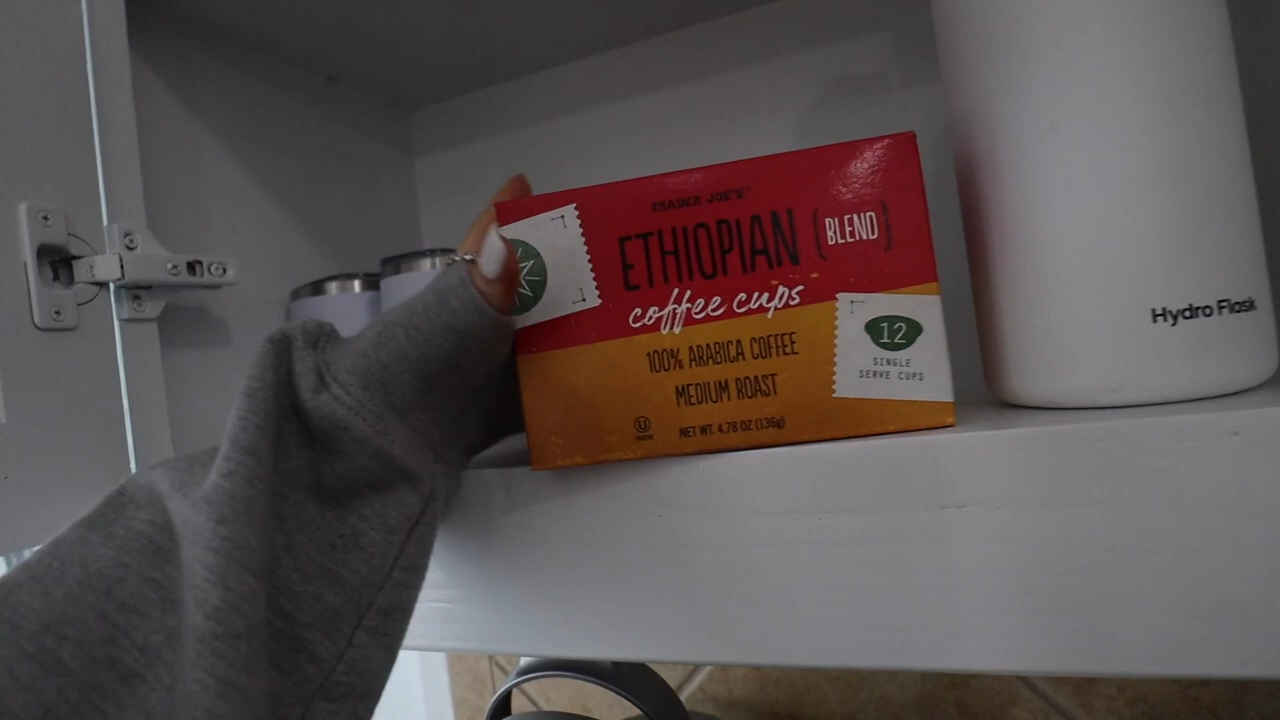 TRADER JOE'S
ETHIOPIAN (BLEND)
coffee cups
100% ARABICA COFFEE
MEDIUM ROAST
U
NET WT. 4.78 OZ (136g)
12
SINGLE
SERVE CUPS
Hydro Flask